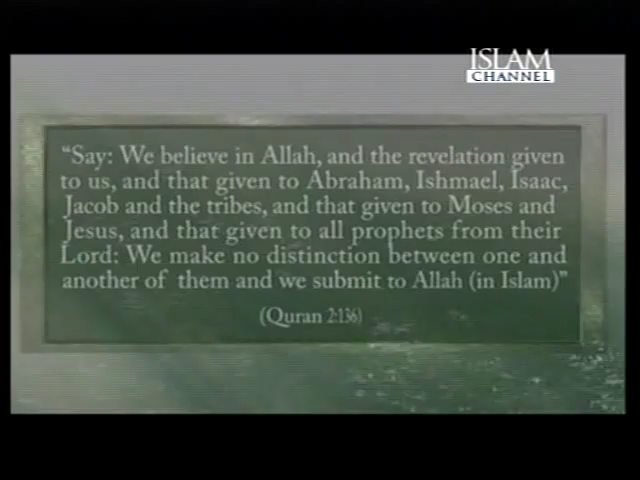 ISLAM
CHANNEL
“Say: We believe in Allah, and the revelation given
to us, and that given to Abraham, Ishmael, Isaac,
Jacob and the tribes, and that given to Moses and
Jesus, and that given to all prophets from their
Lord: We make no distinction between one and
another of them and we submit to Allah (in Islam)”
(Quran 2:136)